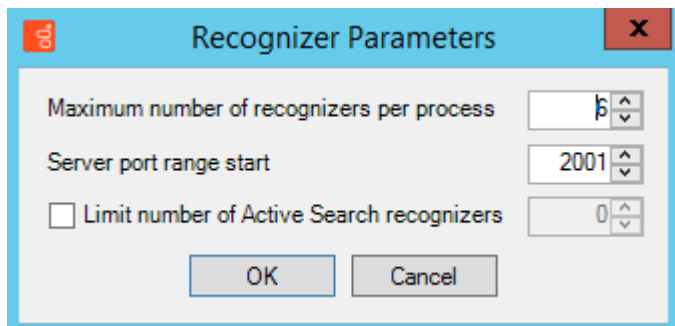 Recognizer Parameters x
Maximum number of recognizers per process 6
Server port range start 2001
Limit number of Active Search recognizers 0
OK Cancel